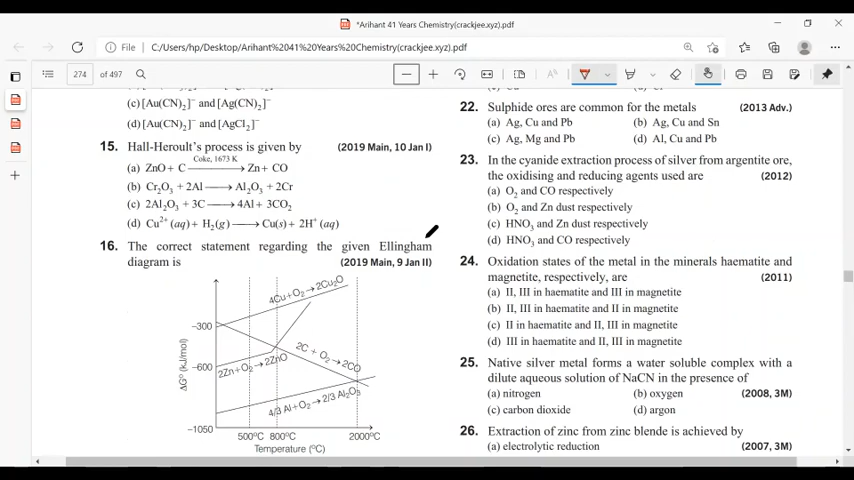 *Arihant 41 Years Chemistry(crackjee.xyz).pdf
File
C:/Users/hp/Desktop/Arihant%2041%20Years%20Chemistry(crackjee.xyz).pdf
274 of 497
(c) [Au(CN)2]− and [Ag(CN)2]−
(d) [Au(CN)2]− and [AgCl2]−
15. Hall-Heroult's process is given by
(2019 Main, 10 Jan I)
(a) ZnO + C Coke, 1673 K → Zn + CO
(b) Cr2O3 + 2Al → Al2O3 + 2Cr
(c) 2Al2O3 + 3C → 4Al + 3CO2
(d) Cu2+ (aq) + H2(g) → Cu(s) + 2H+ (aq)
16. The correct statement regarding the given Ellingham
diagram is
(2019 Main, 9 Jan II)
4Cu+O2→2Cu2O
−300
2C + O2→2CO
−600
2Zn+O2→2ZnO
ΔG° (kJ/mol)
4/3 Al+O2→2/3 Al2O3
−1050
500ºC 800ºC 2000ºC
Temperature (ºC)
22. Sulphide ores are common for the metals
(2013 Adv.)
(a) Ag, Cu and Pb (b) Ag, Cu and Sn
(c) Ag, Mg and Pb (d) Al, Cu and Pb
23. In the cyanide extraction process of silver from argentite ore,
the oxidising and reducing agents used are
(2012)
(a) O2 and CO respectively
(b) O2 and Zn dust respectively
(c) HNO3 and Zn dust respectively
(d) HNO3 and CO respectively
24. Oxidation states of the metal in the minerals haematite and
magnetite, respectively, are
(2011)
(a) II, III in haematite and III in magnetite
(b) II, III in haematite and II in magnetite
(c) II in haematite and II, III in magnetite
(d) III in haematite and II, III in magnetite
25. Native silver metal forms a water soluble complex with a
dilute aqueous solution of NaCN in the presence of
(a) nitrogen (b) oxygen
(2008, 3M)
(c) carbon dioxide (d) argon
26. Extraction of zinc from zinc blende is achieved by
(a) electrolytic reduction
(2007, 3M)